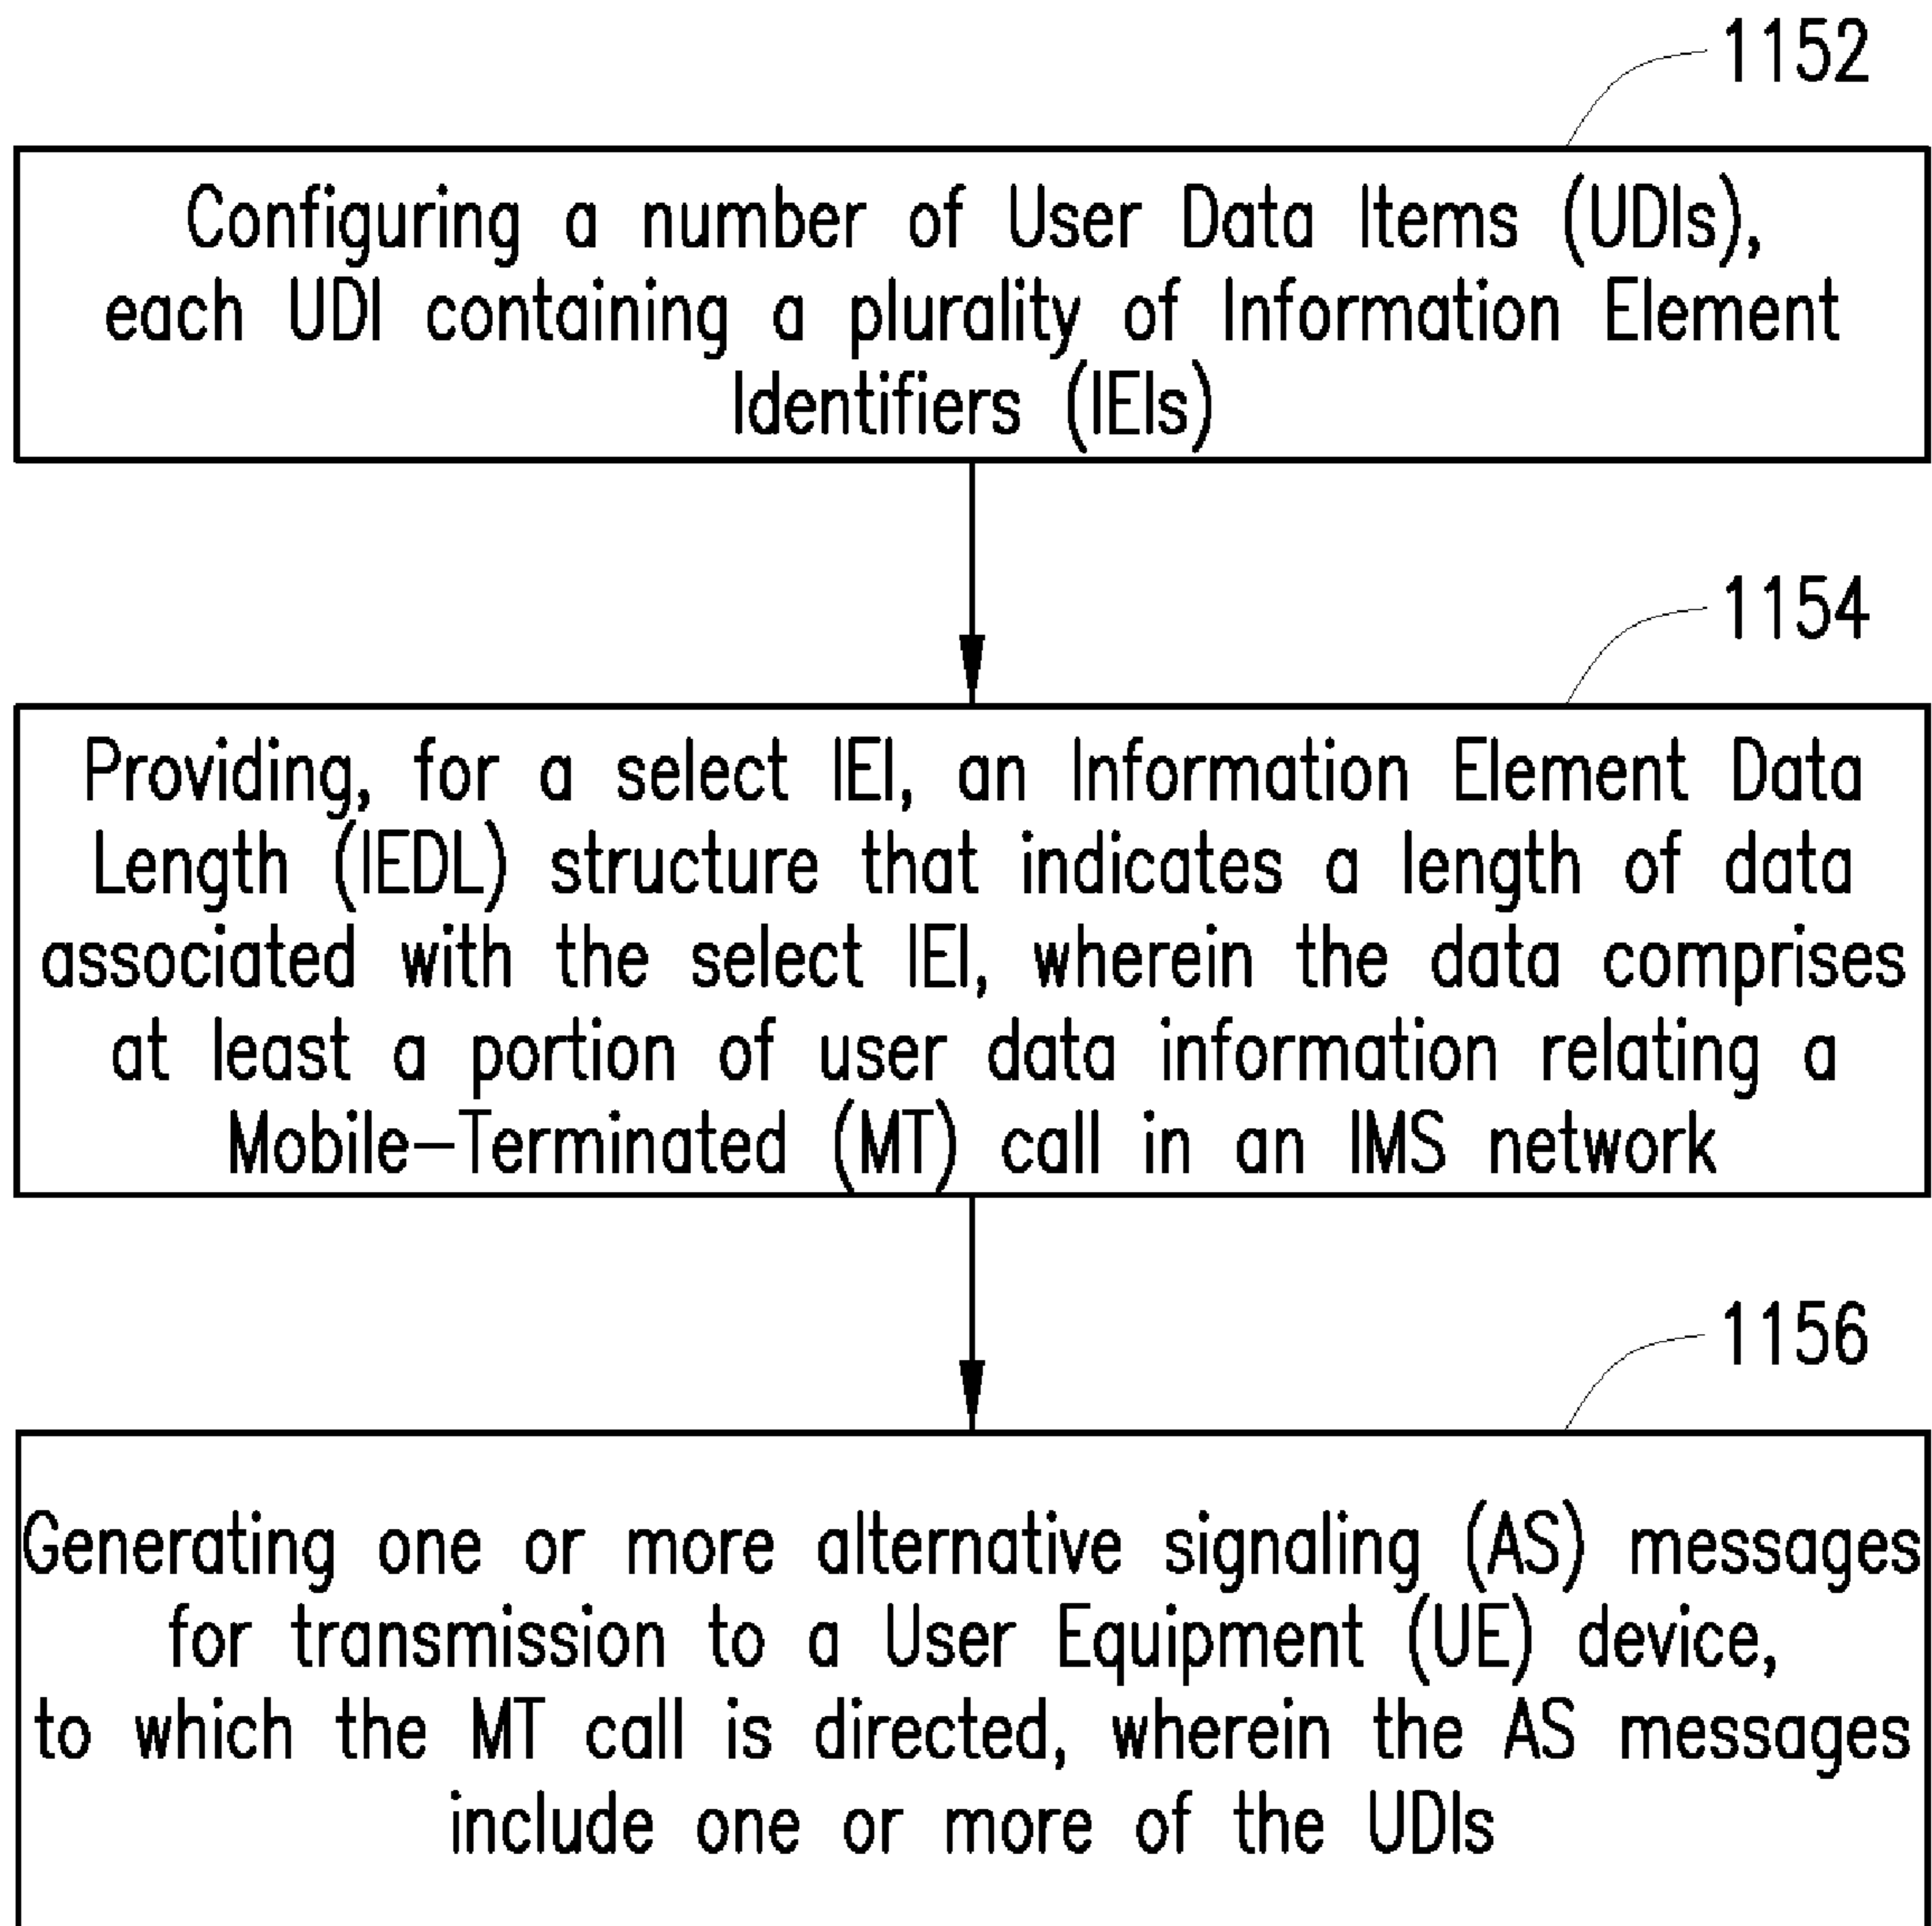 1152
Configuring a number of User Data Items (UDIs),
each UDI containing a plurality of Information Element
Identifiers (IEIs)
1154
Providing, for a select IEI, an Information Element Data
Length (IEDL) structure that indicates a length of data
associated with the select IEI, wherein the data comprises
at least a portion of user data information relating a
Mobile-Terminated (MT) call in an IMS network
1156
Generating one or more alternative signaling (AS) messages
for transmission to a User Equipment (UE) device,
to which the MT call is directed, wherein the AS messages
include one or more of the UDIs